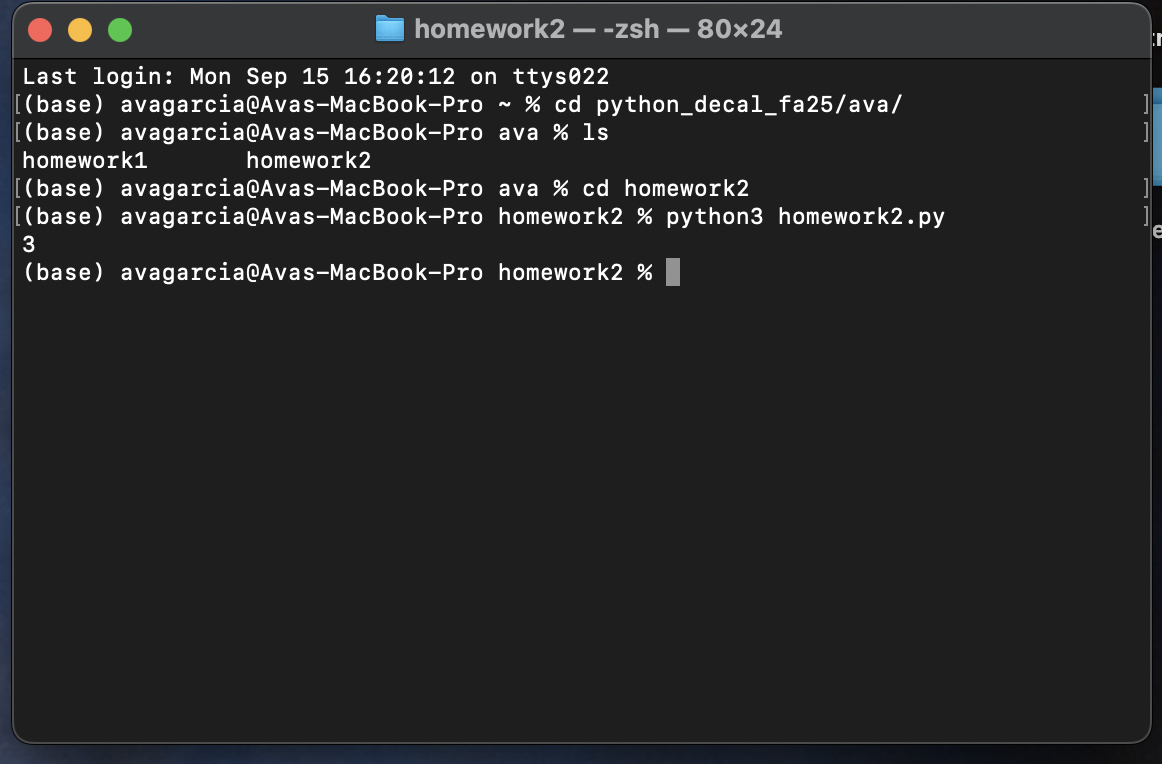 homework2 — -zsh — 80×24
Last login: Mon Sep 15 16:20:12 on ttys022
[(base) avagarcia@Avas-MacBook-Pro ~ % cd python_decal_fa25/ava/ ]
[(base) avagarcia@Avas-MacBook-Pro ava % ls ]
homework1 homework2
[(base) avagarcia@Avas-MacBook-Pro ava % cd homework2 ]
[(base) avagarcia@Avas-MacBook-Pro homework2 % python3 homework2.py ]
3
(base) avagarcia@Avas-MacBook-Pro homework2 %